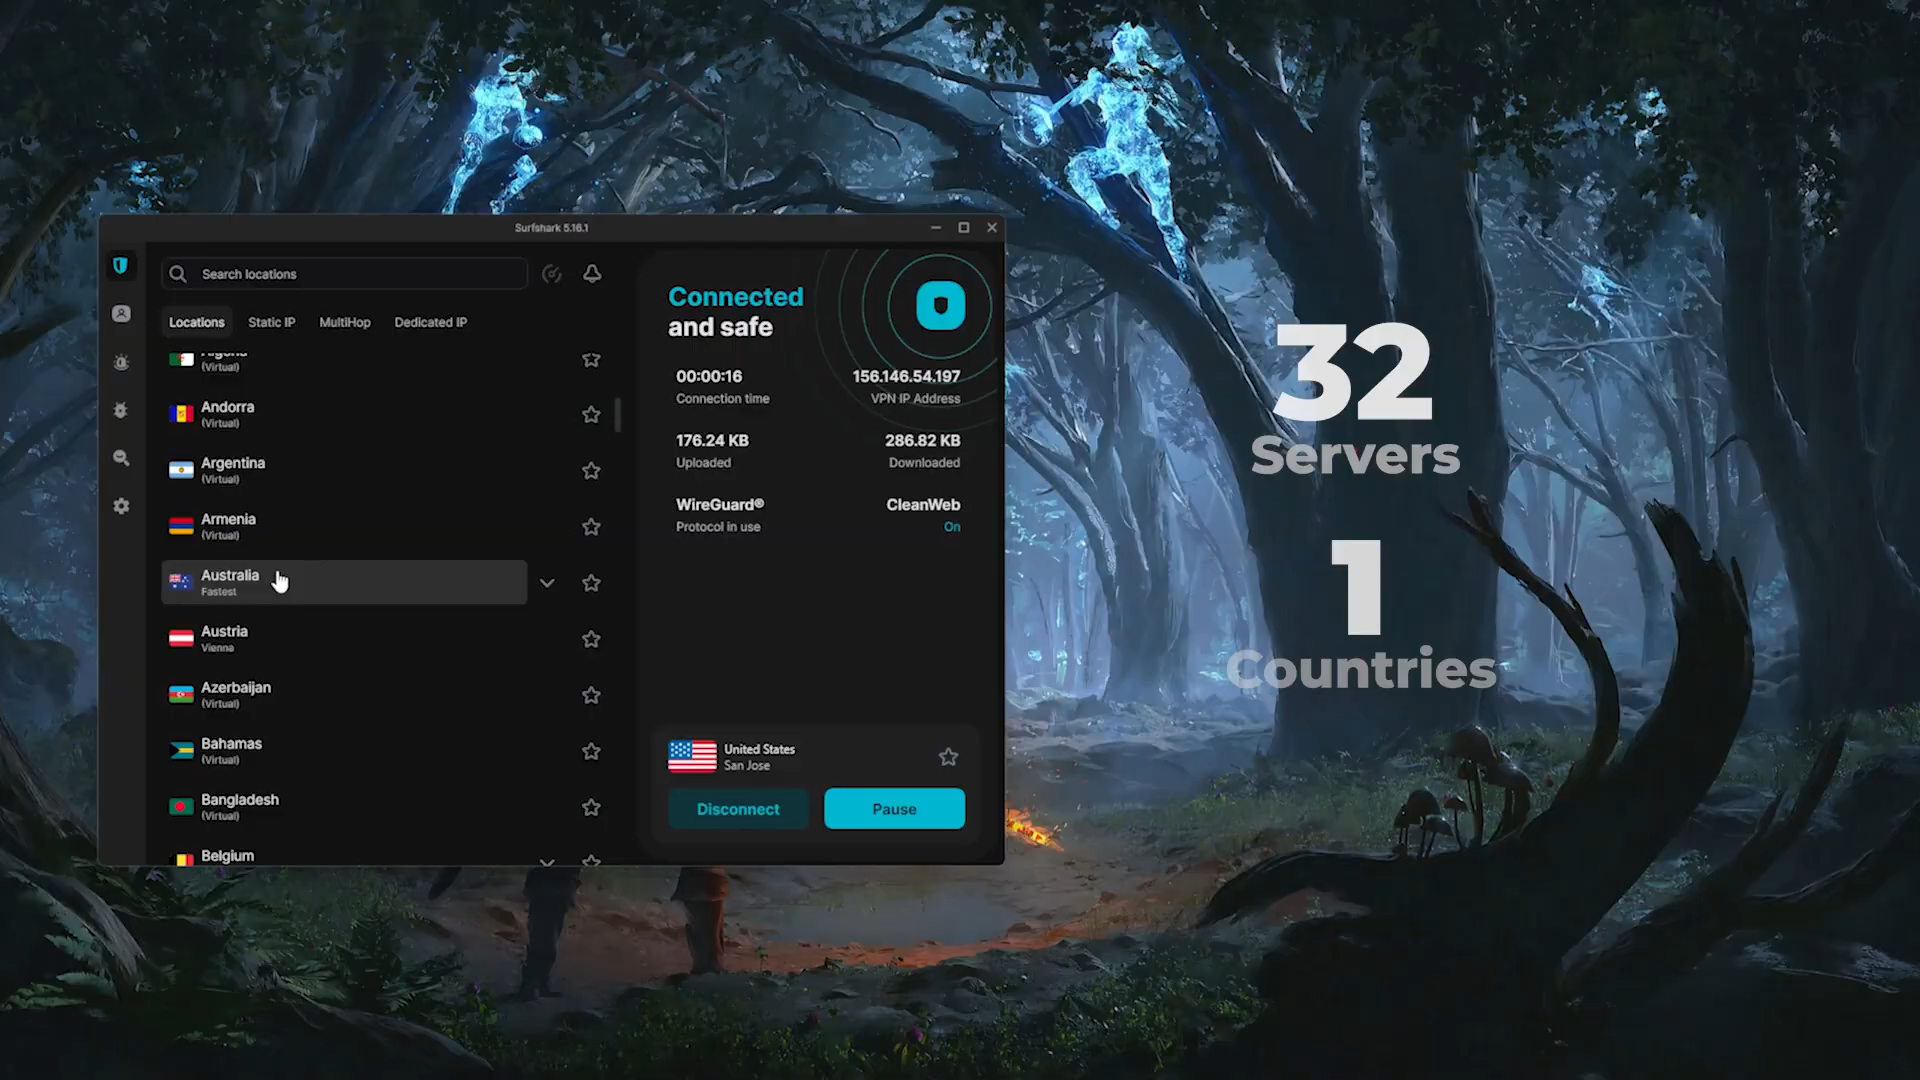 Surfshark 5.16.1
Search locations
Locations
Static IP
MultiHop
Dedicated IP
Algeria
(Virtual)
Andorra
(Virtual)
Argentina
(Virtual)
Armenia
(Virtual)
Australia
Fastest
Austria
Vienna
Azerbaijan
(Virtual)
Bahamas
(Virtual)
Bangladesh
(Virtual)
Belgium
Connected
and safe
00:00:16
Connection time
156.146.54.197
VPN IP Address
176.24 KB
Uploaded
286.82 KB
Downloaded
WireGuard®
Protocol in use
CleanWeb
On
United States
San Jose
Disconnect
Pause
32
Servers
1
Countries